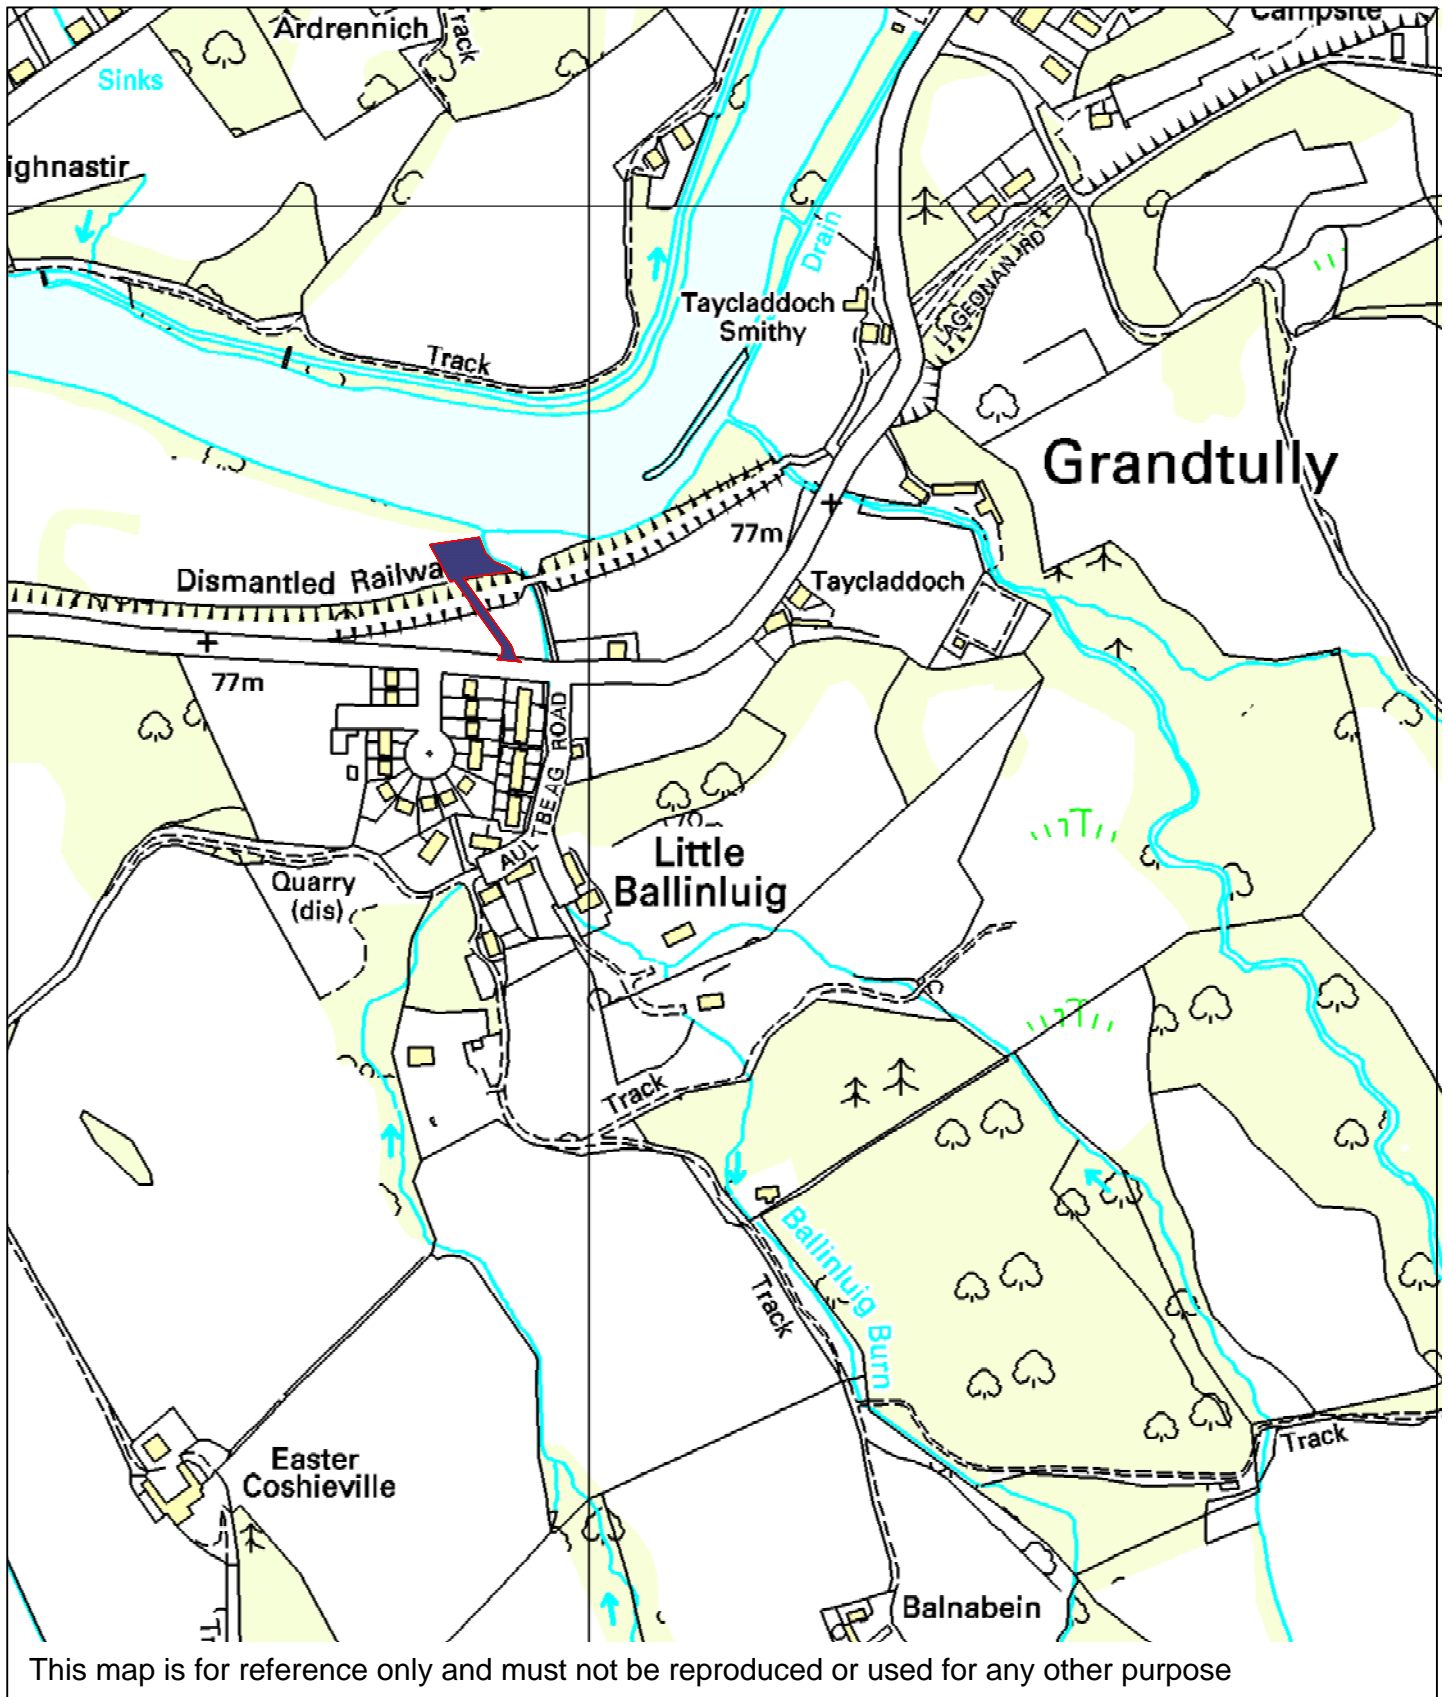 Ardrennich
Track
Campsite
Sinks
ighnastir
Drain
LAGEONAN RD
Taycladdoch
Smithy
Track
Grandtully
77m
Dismantled Railwa
Taycladdoch
77m
AULTBEAG ROAD
Little
Ballinluig
Quarry
(dis)
Track
Ballinluig Burn
Track
Track
Easter
Coshieville
Balnabein
Tr
This map is for reference only and must not be reproduced or used for any other purpose